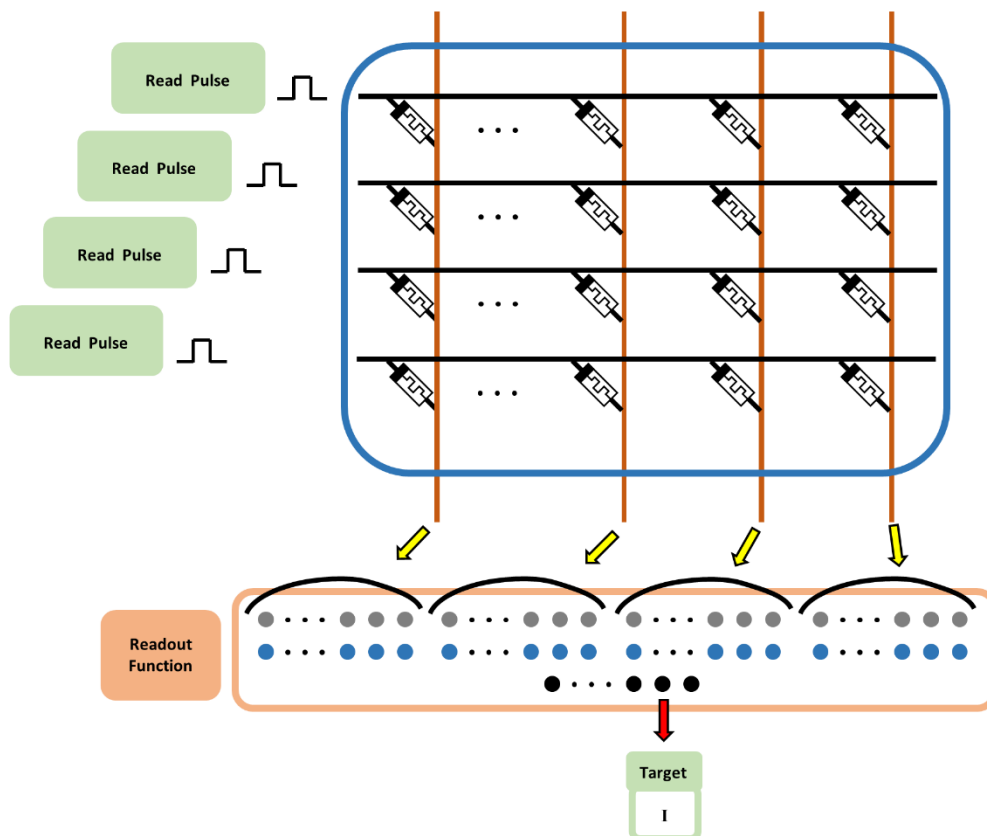 Read Pulse
Read Pulse
Read Pulse
Read Pulse
Readout
Function
Target
I